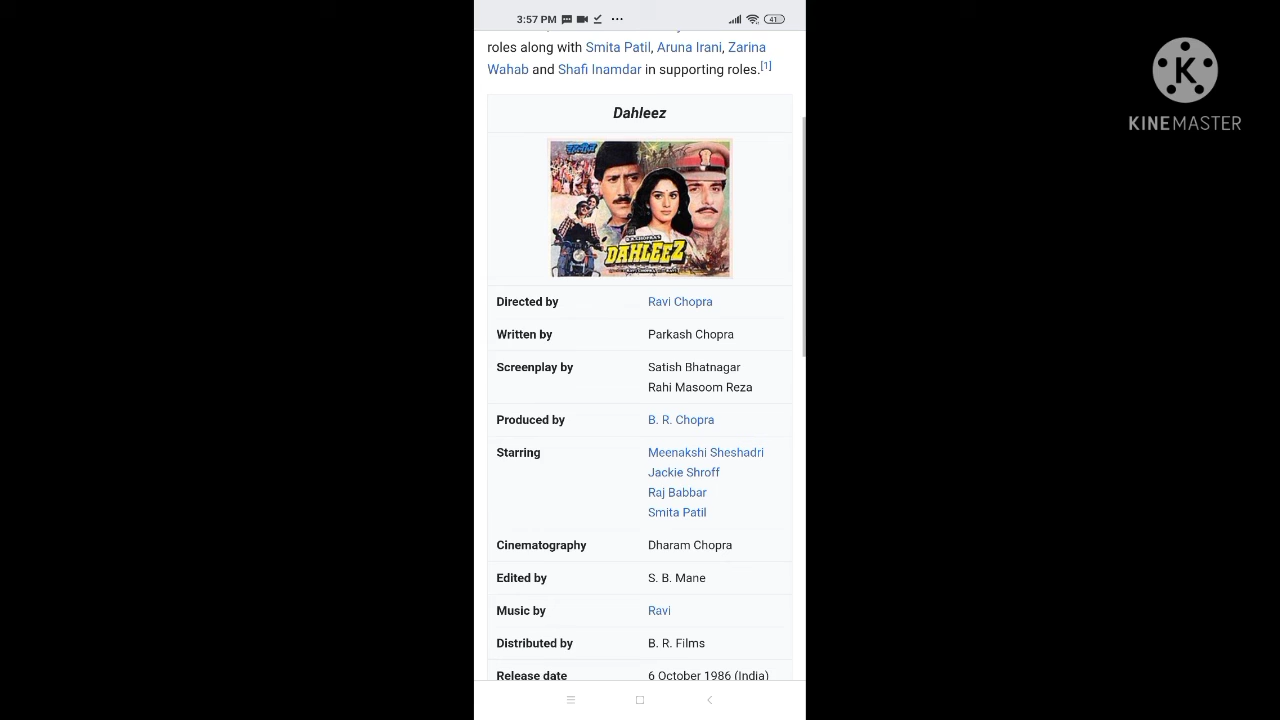 3:57 PM
41
roles along with Smita Patil, Aruna Irani, Zarina
Wahab and Shafi Inamdar in supporting roles.[1]
Dahleez
दहलीज़
DAHLEEZ
Directed by Ravi Chopra
Written by Parkash Chopra
Screenplay by Satish Bhatnagar
Rahi Masoom Reza
Produced by B. R. Chopra
Starring Meenakshi Sheshadri
Jackie Shroff
Raj Babbar
Smita Patil
Cinematography Dharam Chopra
Edited by S. B. Mane
Music by Ravi
Distributed by B. R. Films
Release date 6 October 1986 (India)
K
KINEMASTER